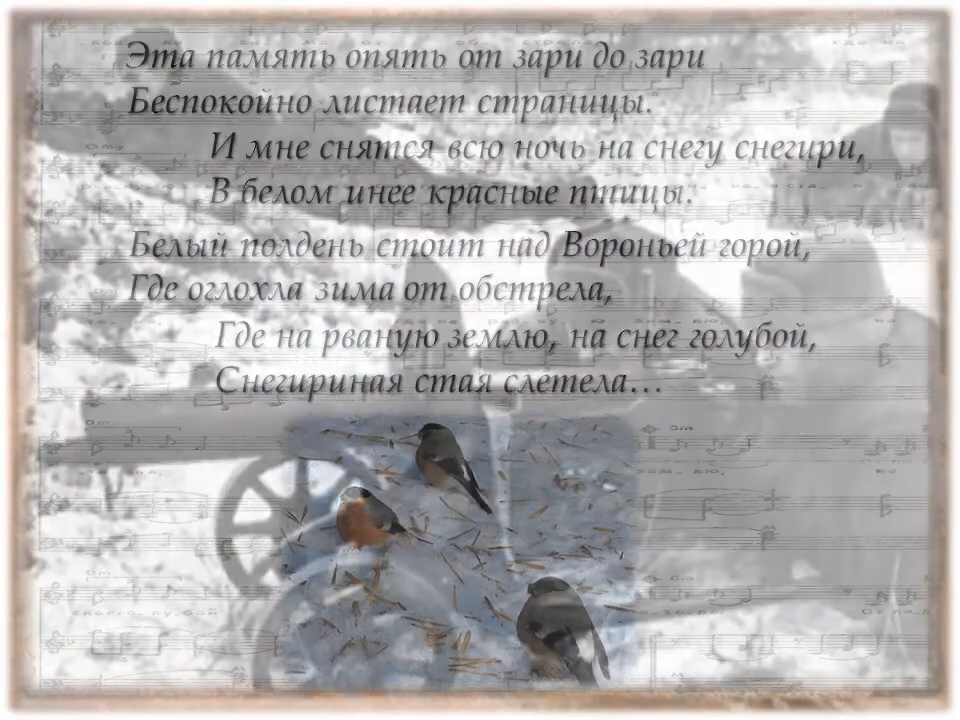 Эта память опять от зари до зари
Беспокойно листает страницы.
И мне снятся всю ночь на снегу снегири,
В белом инее красные птицы.
Белый полдень стоит над Вороньей горой,
Где оглохла зима от обстрела,
Где на рваную землю, на снег голубой,
Снегириная стая слетела…